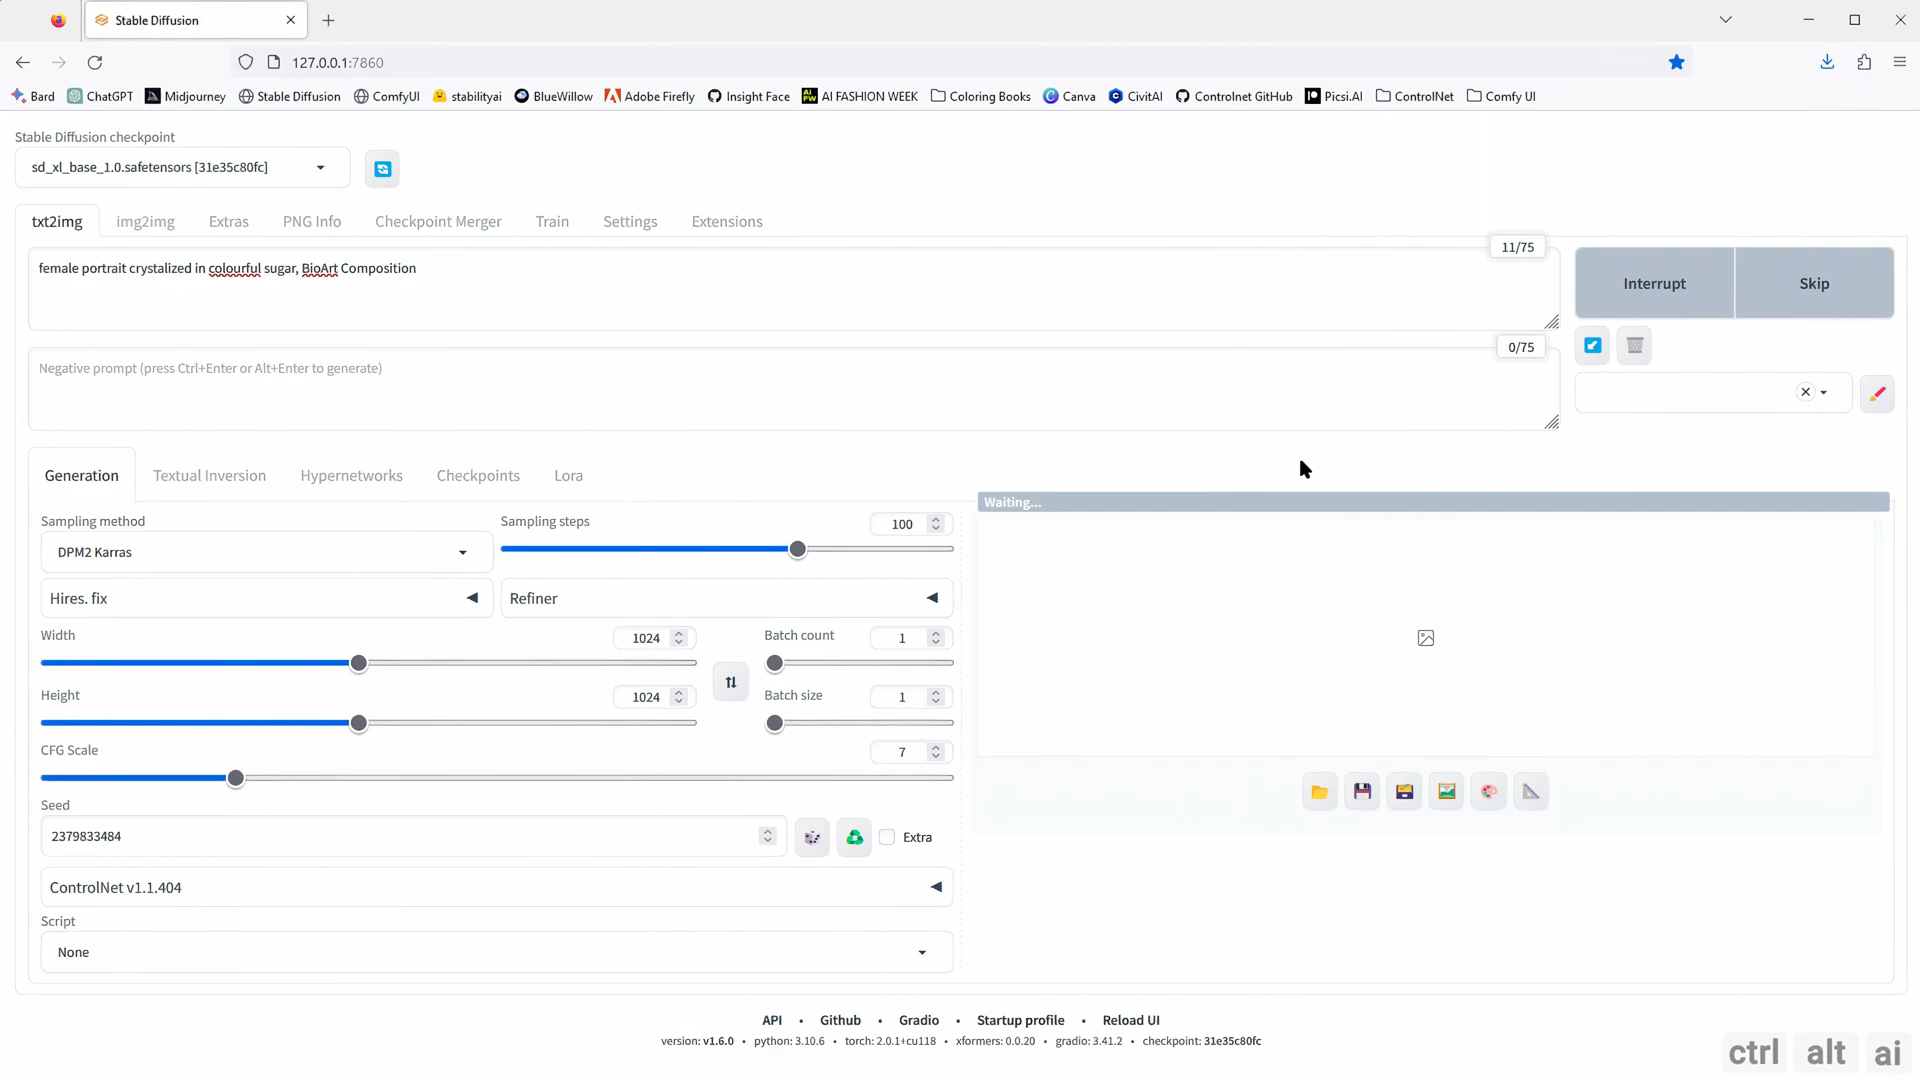 Stable Diffusion
127.0.0.1:7860
Bard ChatGPT Midjourney Stable Diffusion ComfyUI stabilityai BlueWillow Adobe Firefly Insight Face AI FASHION WEEK Coloring Books Canva CivitAI Controlnet GitHub Picsi.AI ControlNet Comfy UI
Stable Diffusion checkpoint
sd_xl_base_1.0.safetensors [31e35c80fc]
txt2img img2img Extras PNG Info Checkpoint Merger Train Settings Extensions
11/75
female portrait crystalized in colourful sugar, BioArt Composition
Interrupt Skip
0/75
Negative prompt (press Ctrl+Enter or Alt+Enter to generate)
Generation Textual Inversion Hypernetworks Checkpoints Lora
Waiting...
Sampling method
DPM2 Karras
Sampling steps
100
Hires. fix
Refiner
Width
1024
Batch count
1
Height
1024
Batch size
1
CFG Scale
7
Seed
2379833484
Extra
ControlNet v1.1.404
Script
None
API • Github • Gradio • Startup profile • Reload UI
version: v1.6.0 • python: 3.10.6 • torch: 2.0.1+cu118 • xformers: 0.0.20 • gradio: 3.41.2 • checkpoint: 31e35c80fc
ctrl alt ai